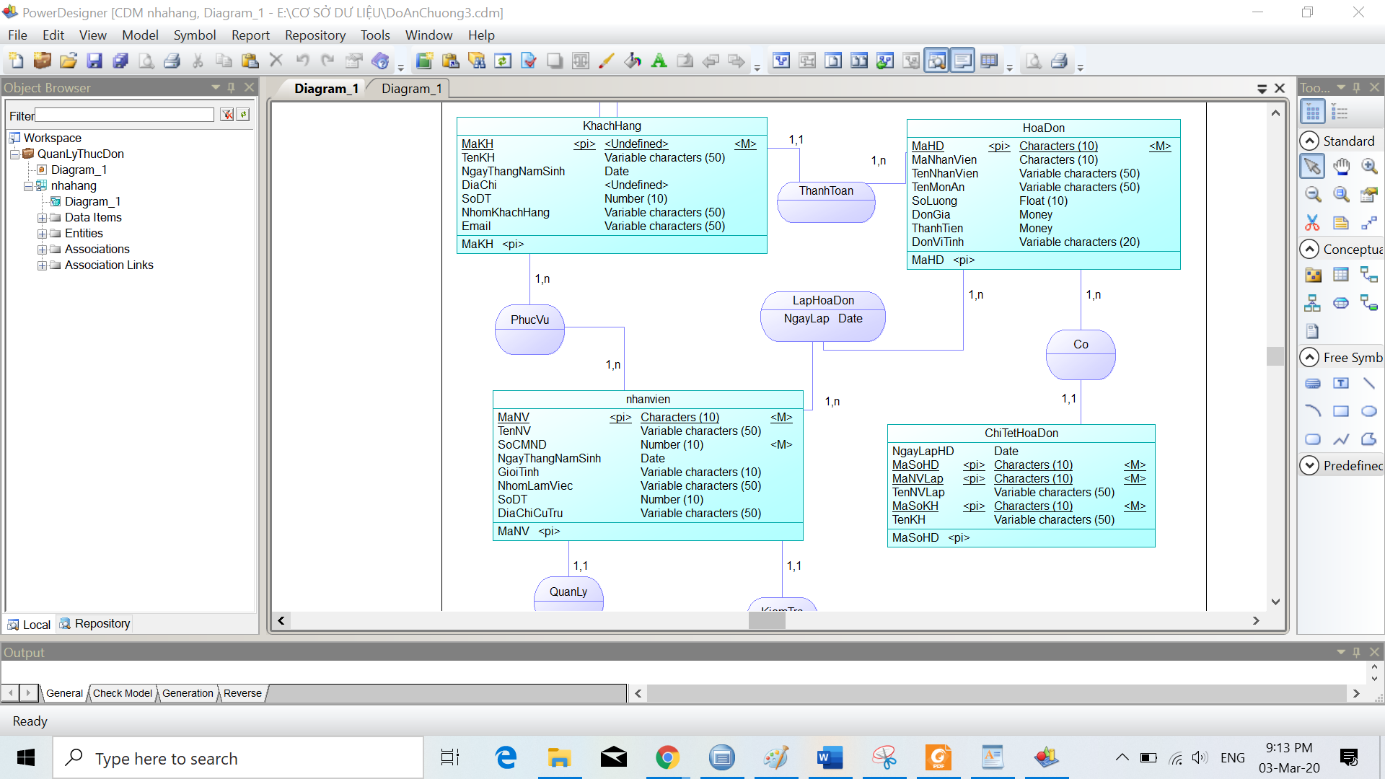 PowerDesigner [CDM nhahang, Diagram_1 - E:\CƠ SỞ DƯ LIỆU\DoAnChuong3.cdm]
File Edit View Model Symbol Report Repository Tools Window Help
Object Browser
Filter
Workspace
QuanLyThucDon
Diagram_1
nhahang
Diagram_1
Data Items
Entities
Associations
Association Links
Local Repository
Diagram_1 Diagram_1
KhachHang
MaKH <pi> <Undefined> <M>
TenKH Variable characters (50)
NgayThangNamSinh Date
DiaChi <Undefined>
SoDT Number (10)
NhomKhachHang Variable characters (50)
Email Variable characters (50)
MaKH <pi>
1,1
1,n
ThanhToan
HoaDon
MaHD <pi> Characters (10) <M>
MaNhanVien Characters (10)
TenNhanVien Variable characters (50)
TenMonAn Variable characters (50)
SoLuong Float (10)
DonGia Money
ThanhTien Money
DonViTinh Variable characters (20)
MaHD <pi>
1,n
PhucVu
1,n
LapHoaDon
NgayLap Date
1,n
1,n
1,n
Co
1,1
nhanvien
MaNV <pi> Characters (10) <M>
TenNV Variable characters (50)
SoCMND Number (10) <M>
NgayThangNamSinh Date
GioiTinh Variable characters (10)
NhomLamViec Variable characters (50)
SoDT Number (10)
DiaChiCuTru Variable characters (50)
MaNV <pi>
ChiTetHoaDon
NgayLapHD Date
MaSoHD <pi> Characters (10) <M>
MaNVLap <pi> Characters (10) <M>
TenNVLap Variable characters (50)
MaSoKH <pi> Characters (10) <M>
TenKH Variable characters (50)
MaSoHD <pi>
1,1
QuanLy
1,1
KiemTra
Too...
Standard
Conceptua
Free Symb
Predefined
Output
General Check Model Generation Reverse
Ready
Type here to search
ENG
9:13 PM
03-Mar-20